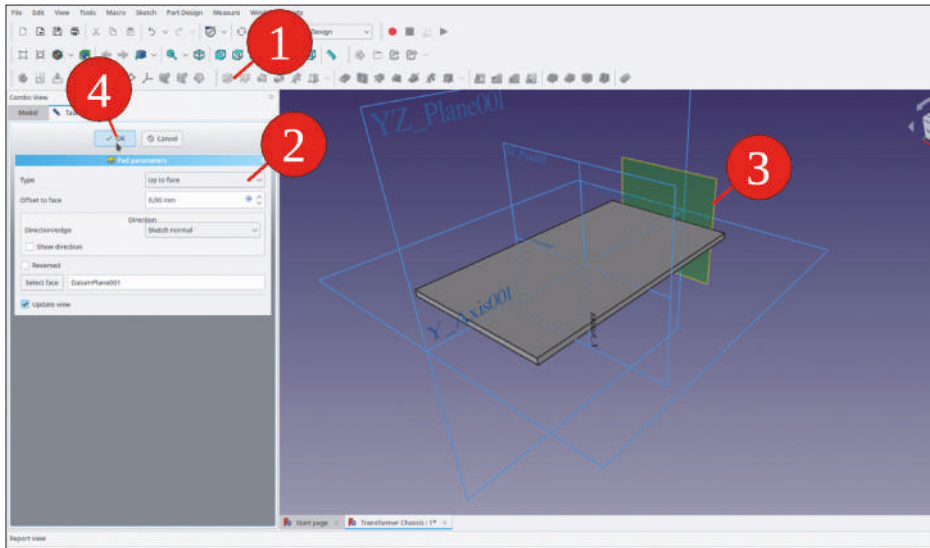 File Edit View Tools Macro Sketch Part Design Measure
1
Design
Combo View
4
Model
OK Cancel
2
Pad parameters
Type Up to face
Offset to face 0,00 mm
Direction
Direction/edge Sketch normal
Show direction
Reversed
Select face DatumPlane001
Update view
YZ_Plane001
3
Y_Axis001
Start page Transformer Chassis : 1*
Report view